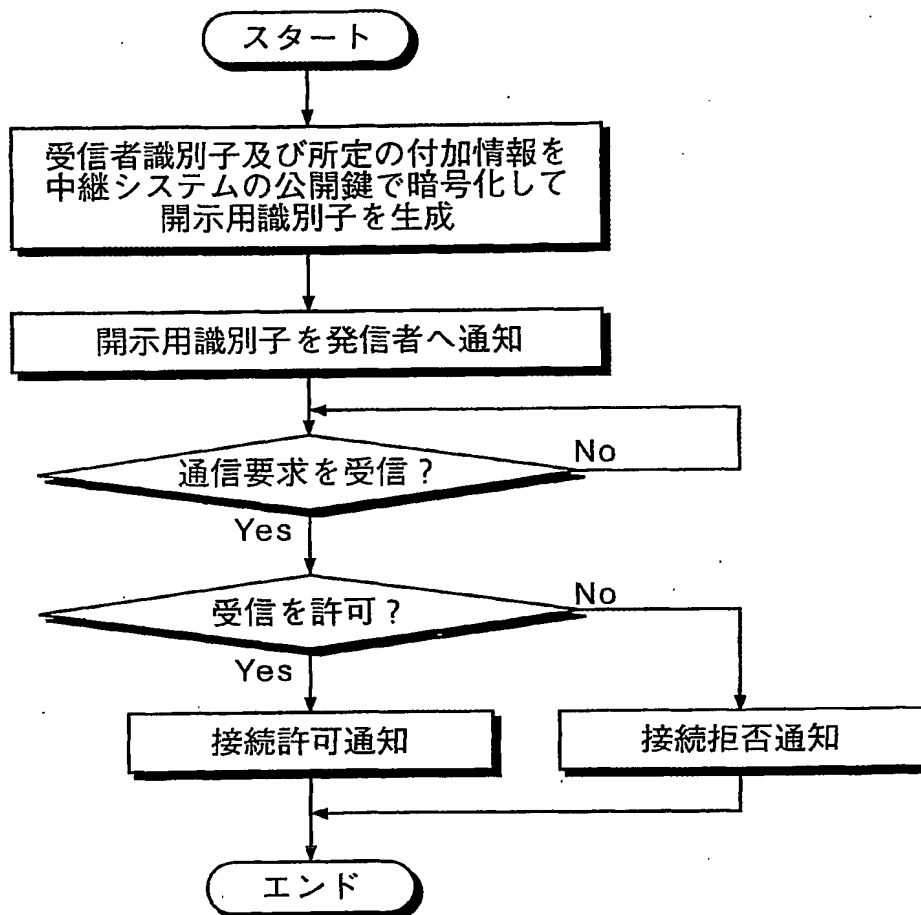 スタート
受信者識別子及び所定の付加情報を
中継システムの公開鍵で暗号化して
開示用識別子を生成
開示用識別子を発信者へ通知
通信要求を受信?
No
Yes
受信を許可?
No
Yes
接続許可通知
接続拒否通知
エンド